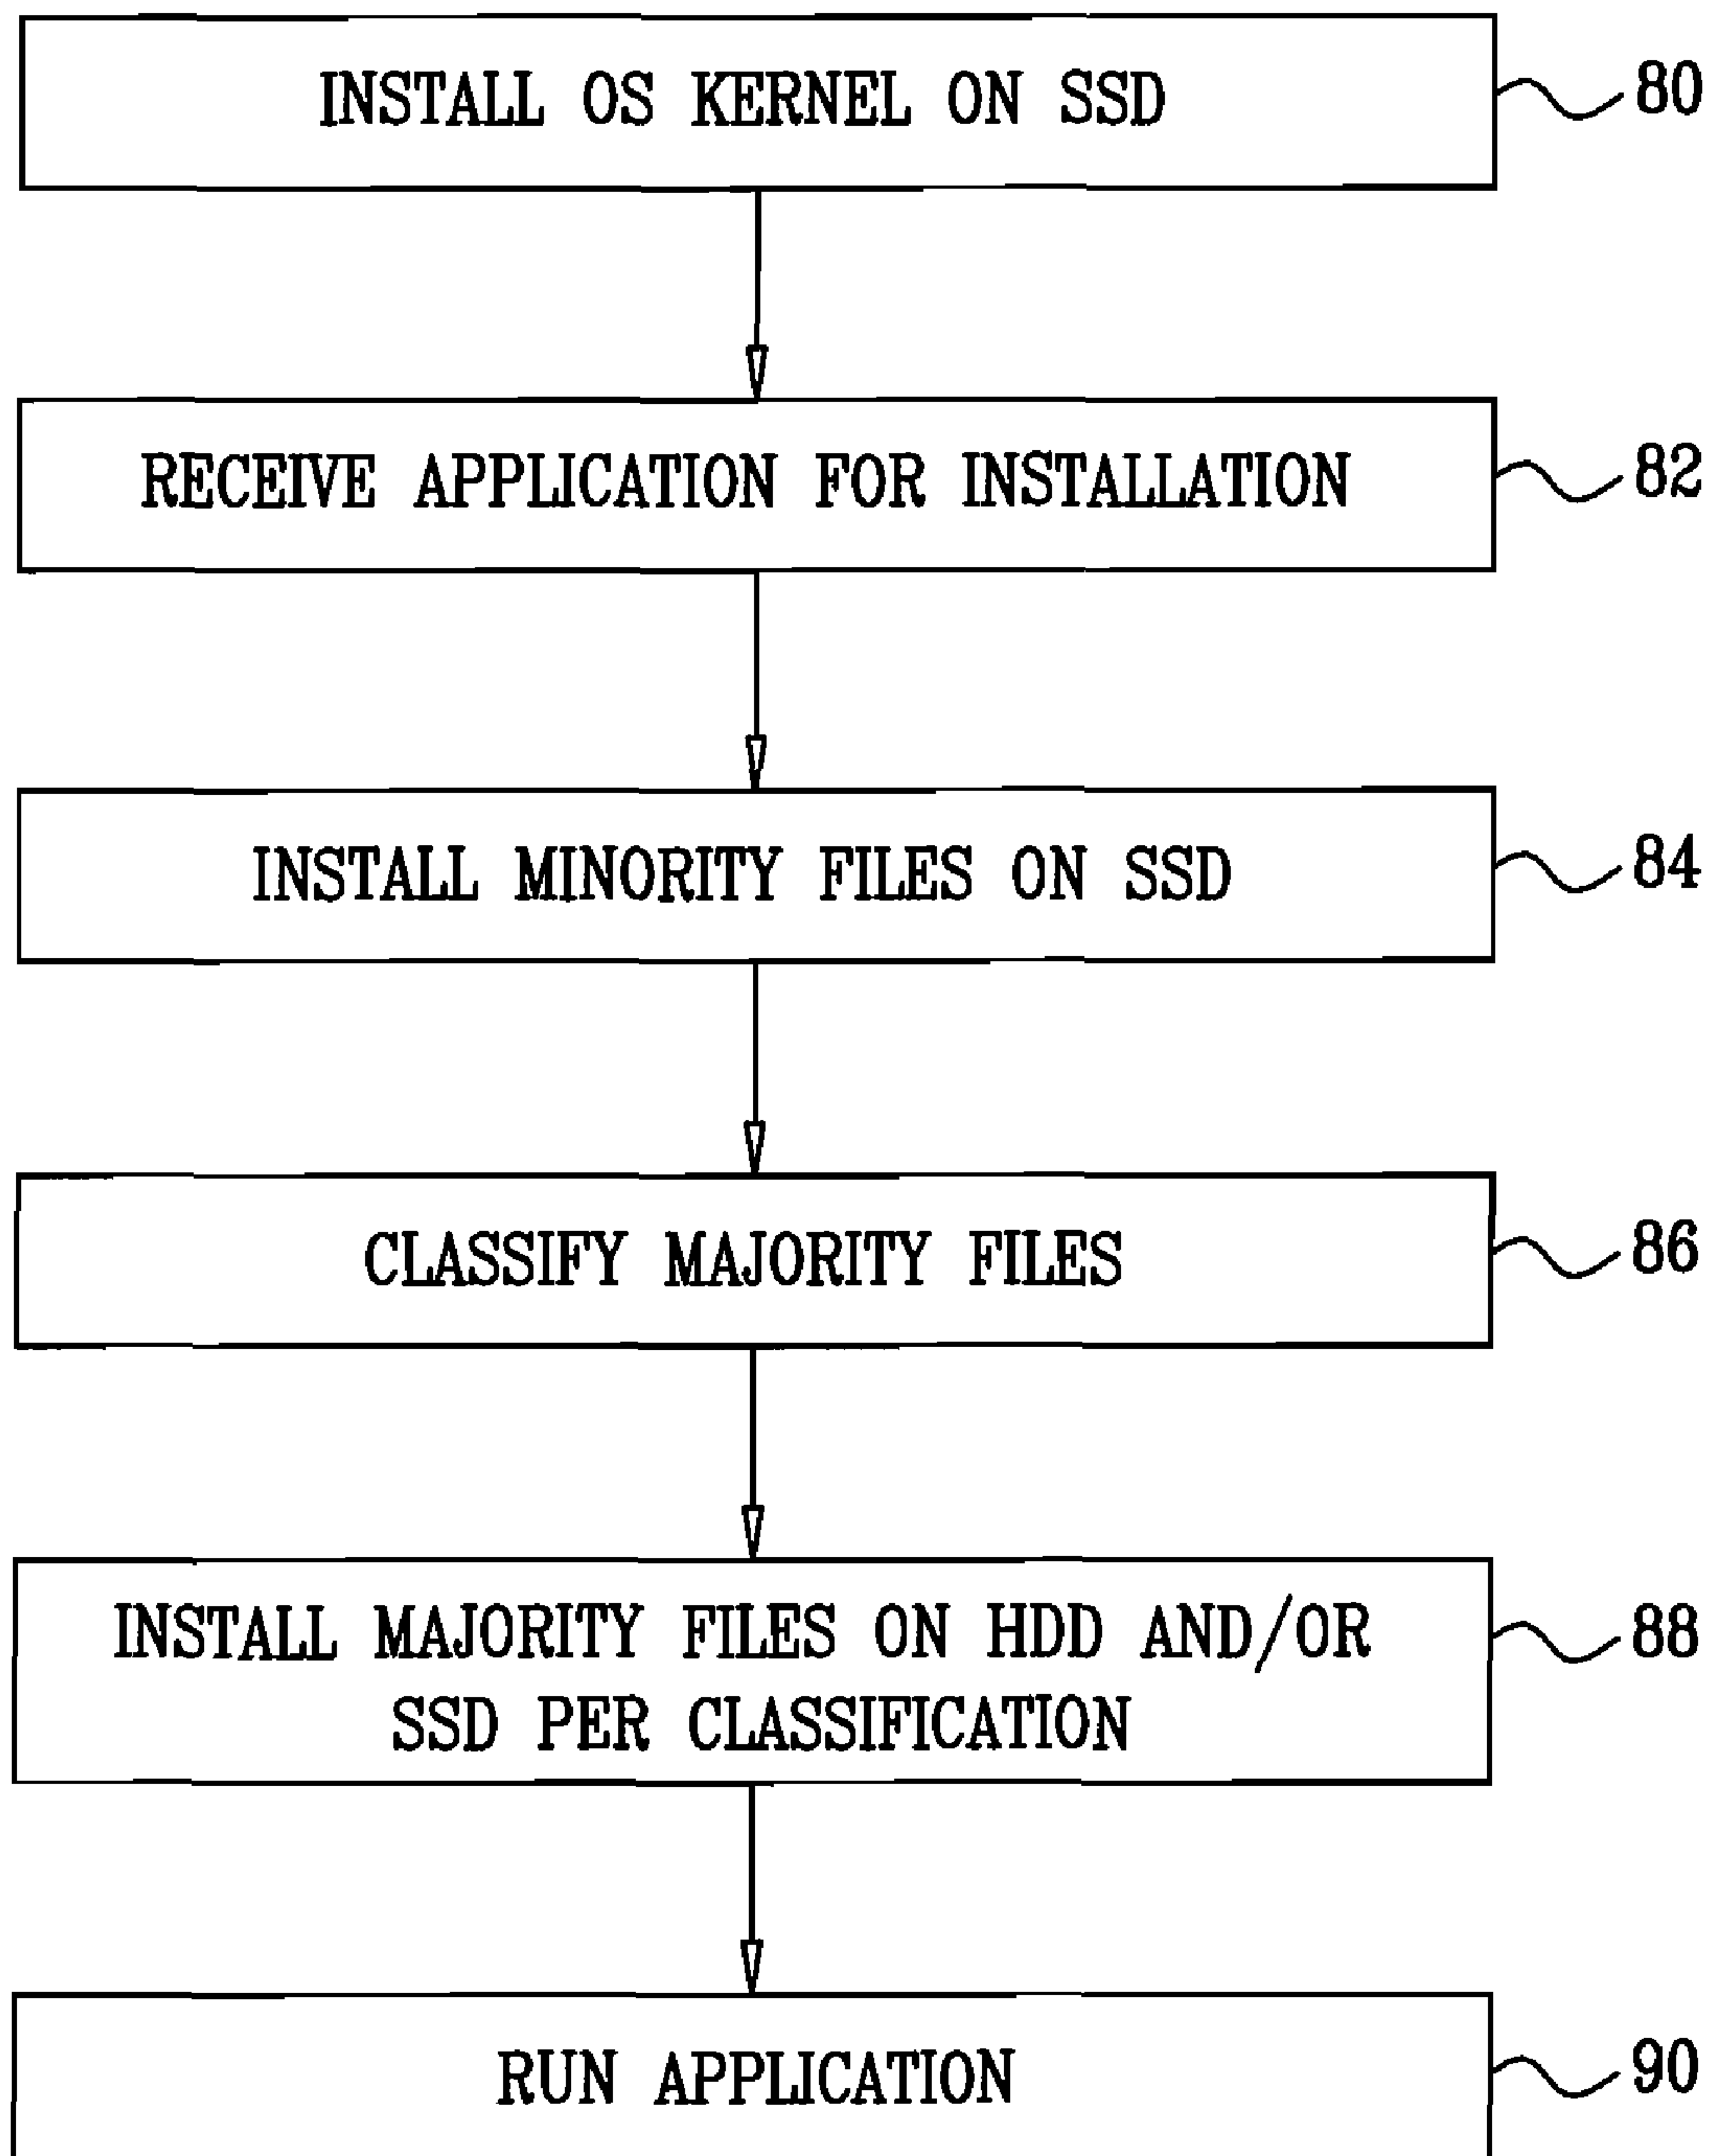 INSTALL OS KERNEL ON SSD 80
RECEIVE APPLICATION FOR INSTALLATION 82
INSTALL MINORITY FILES ON SSD 84
CLASSIFY MAJORITY FILES 86
INSTALL MAJORITY FILES ON HDD AND/OR 88
SSD PER CLASSIFICATION
RUN APPLICATION 90